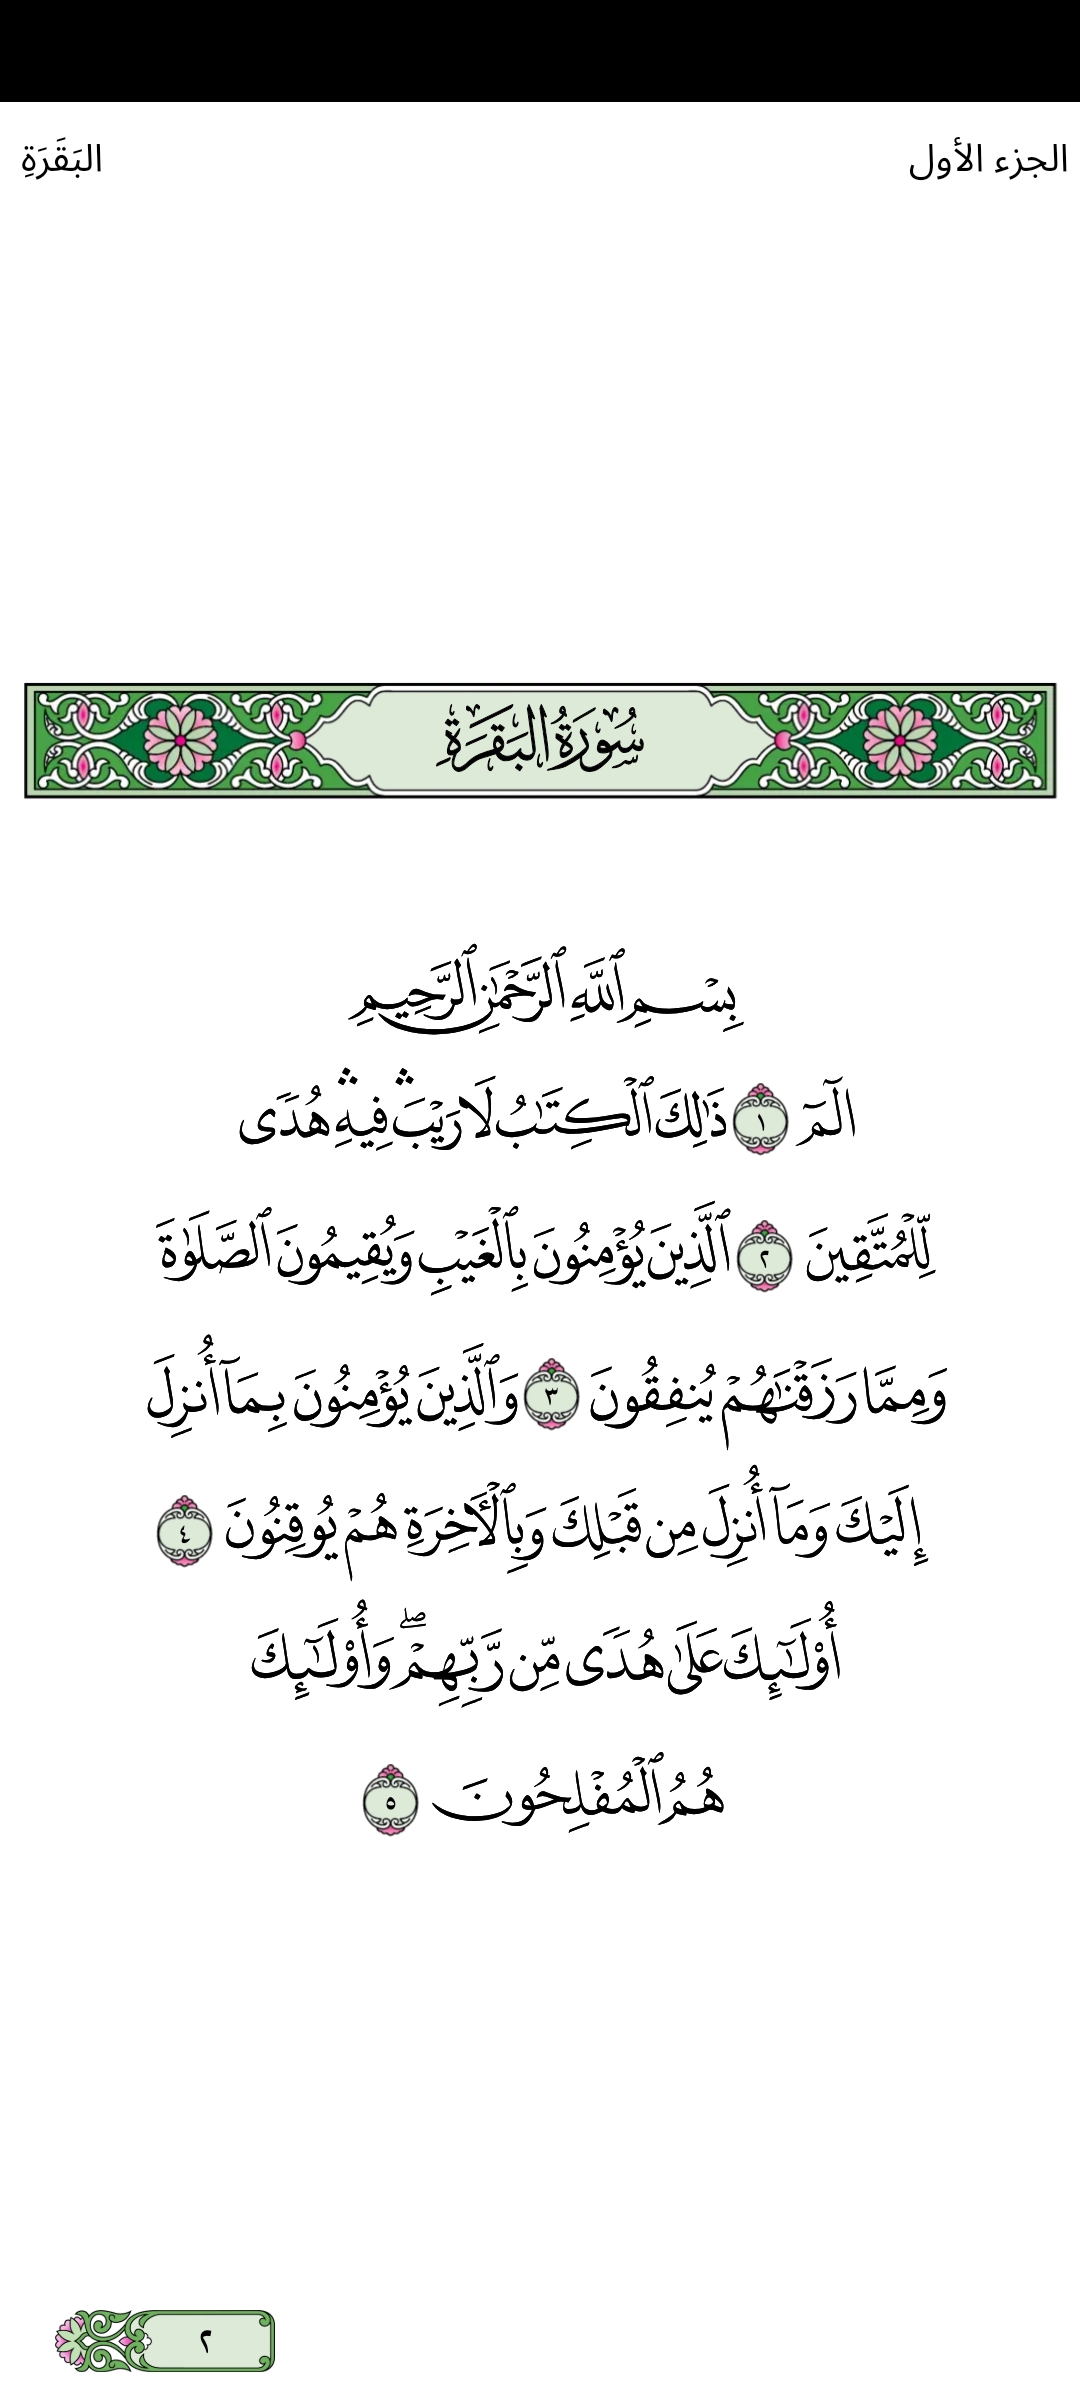 الجزء الأول
البَقَرَةِ
سُورَةُ البَقَرَةِ
بِسۡمِ ٱللَّهِ ٱلرَّحۡمَٰنِ ٱلرَّحِيمِ
الٓمٓ ١ ذَٰلِكَ ٱلۡكِتَٰبُ لَا رَيۡبَۛ فِيهِۛ هُدٗى
لِّلۡمُتَّقِينَ ٢ ٱلَّذِينَ يُؤۡمِنُونَ بِٱلۡغَيۡبِ وَيُقِيمُونَ ٱلصَّلَوٰةَ
وَمِمَّا رَزَقۡنَٰهُمۡ يُنفِقُونَ ٣ وَٱلَّذِينَ يُؤۡمِنُونَ بِمَآ أُنزِلَ
إِلَيۡكَ وَمَآ أُنزِلَ مِن قَبۡلِكَ وَبِٱلۡأٓخِرَةِ هُمۡ يُوقِنُونَ ٤
أُوْلَٰٓئِكَ عَلَىٰ هُدٗى مِّن رَّبِّهِمۡۖ وَأُوْلَٰٓئِكَ
هُمُ ٱلۡمُفۡلِحُونَ ٥
٢